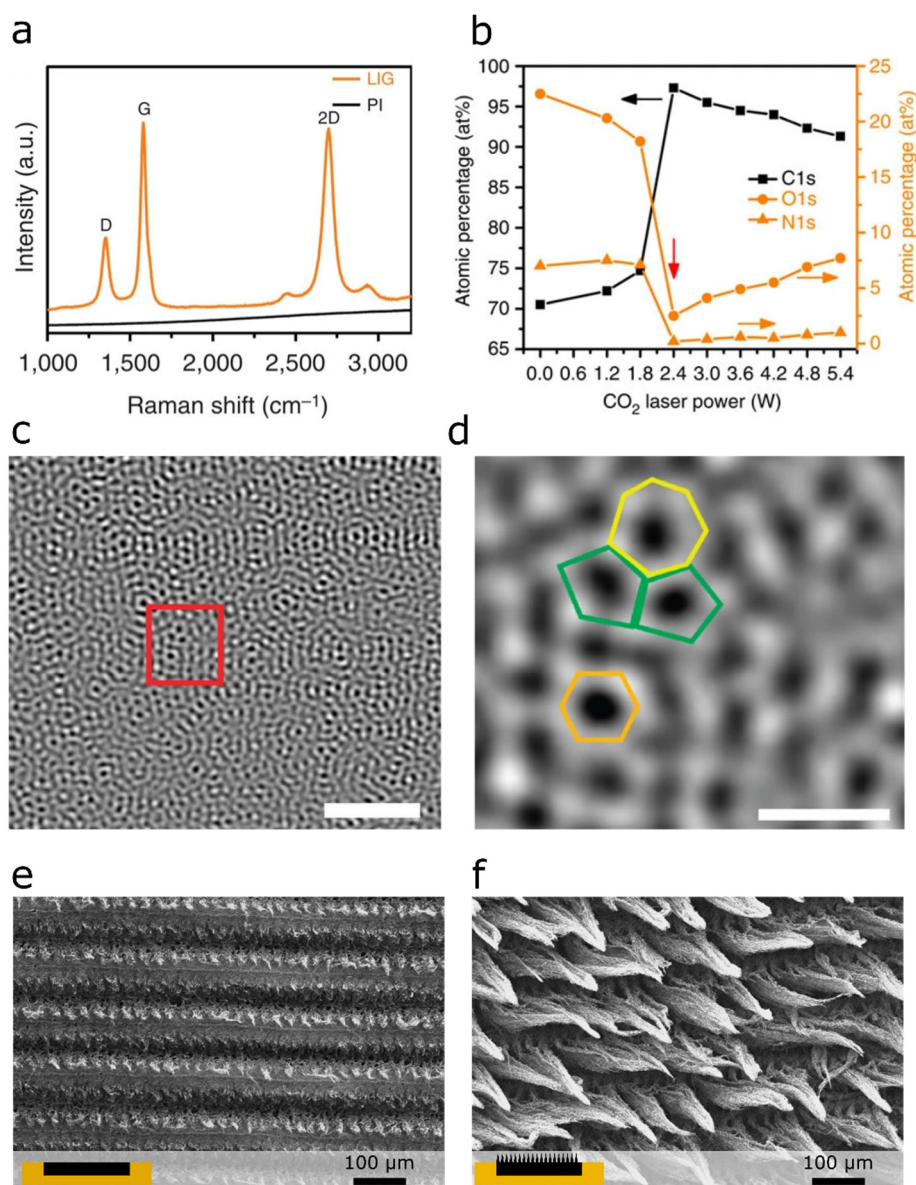 a
LIG
PI
D
G
2D
Intensity (a.u.)
1,000
1,500
2,000
2,500
3,000
Raman shift (cm⁻¹)
b
100
95
90
85
80
75
70
65
Atomic percentage (at%)
C1s
O1s
N1s
25
20
15
10
5
0
Atomic percentage (at%)
0.0
0.6
1.2
1.8
2.4
3.0
3.6
4.2
4.8
5.4
CO₂ laser power (W)
c
d
e
100 μm
f
100 μm